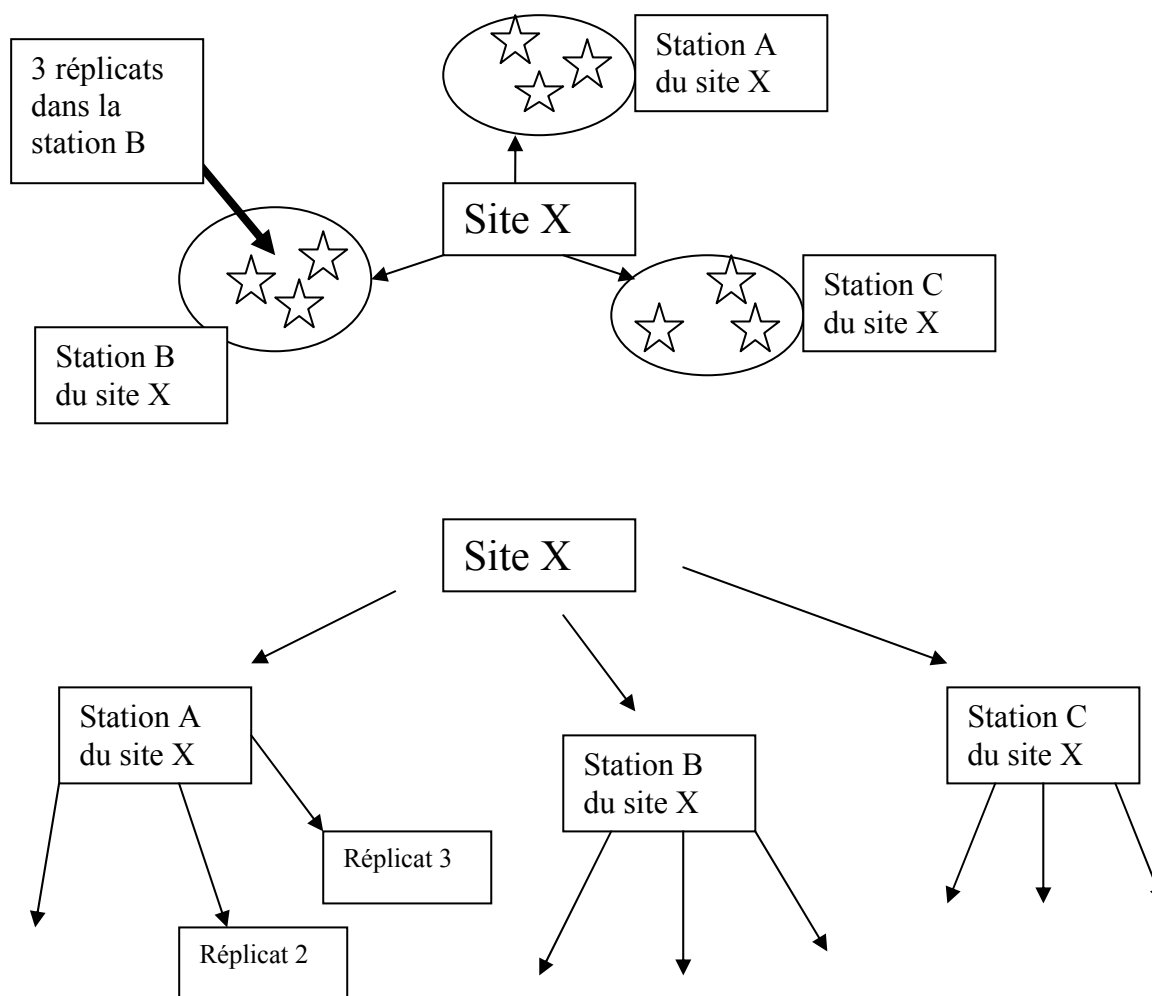 Station A
du site X
3 réplicats
dans la
station B
Site X
Station C
du site X
Station B
du site X
Site X
Station A
du site X
Station B
du site X
Station C
du site X
Réplicat 3
Réplicat 2